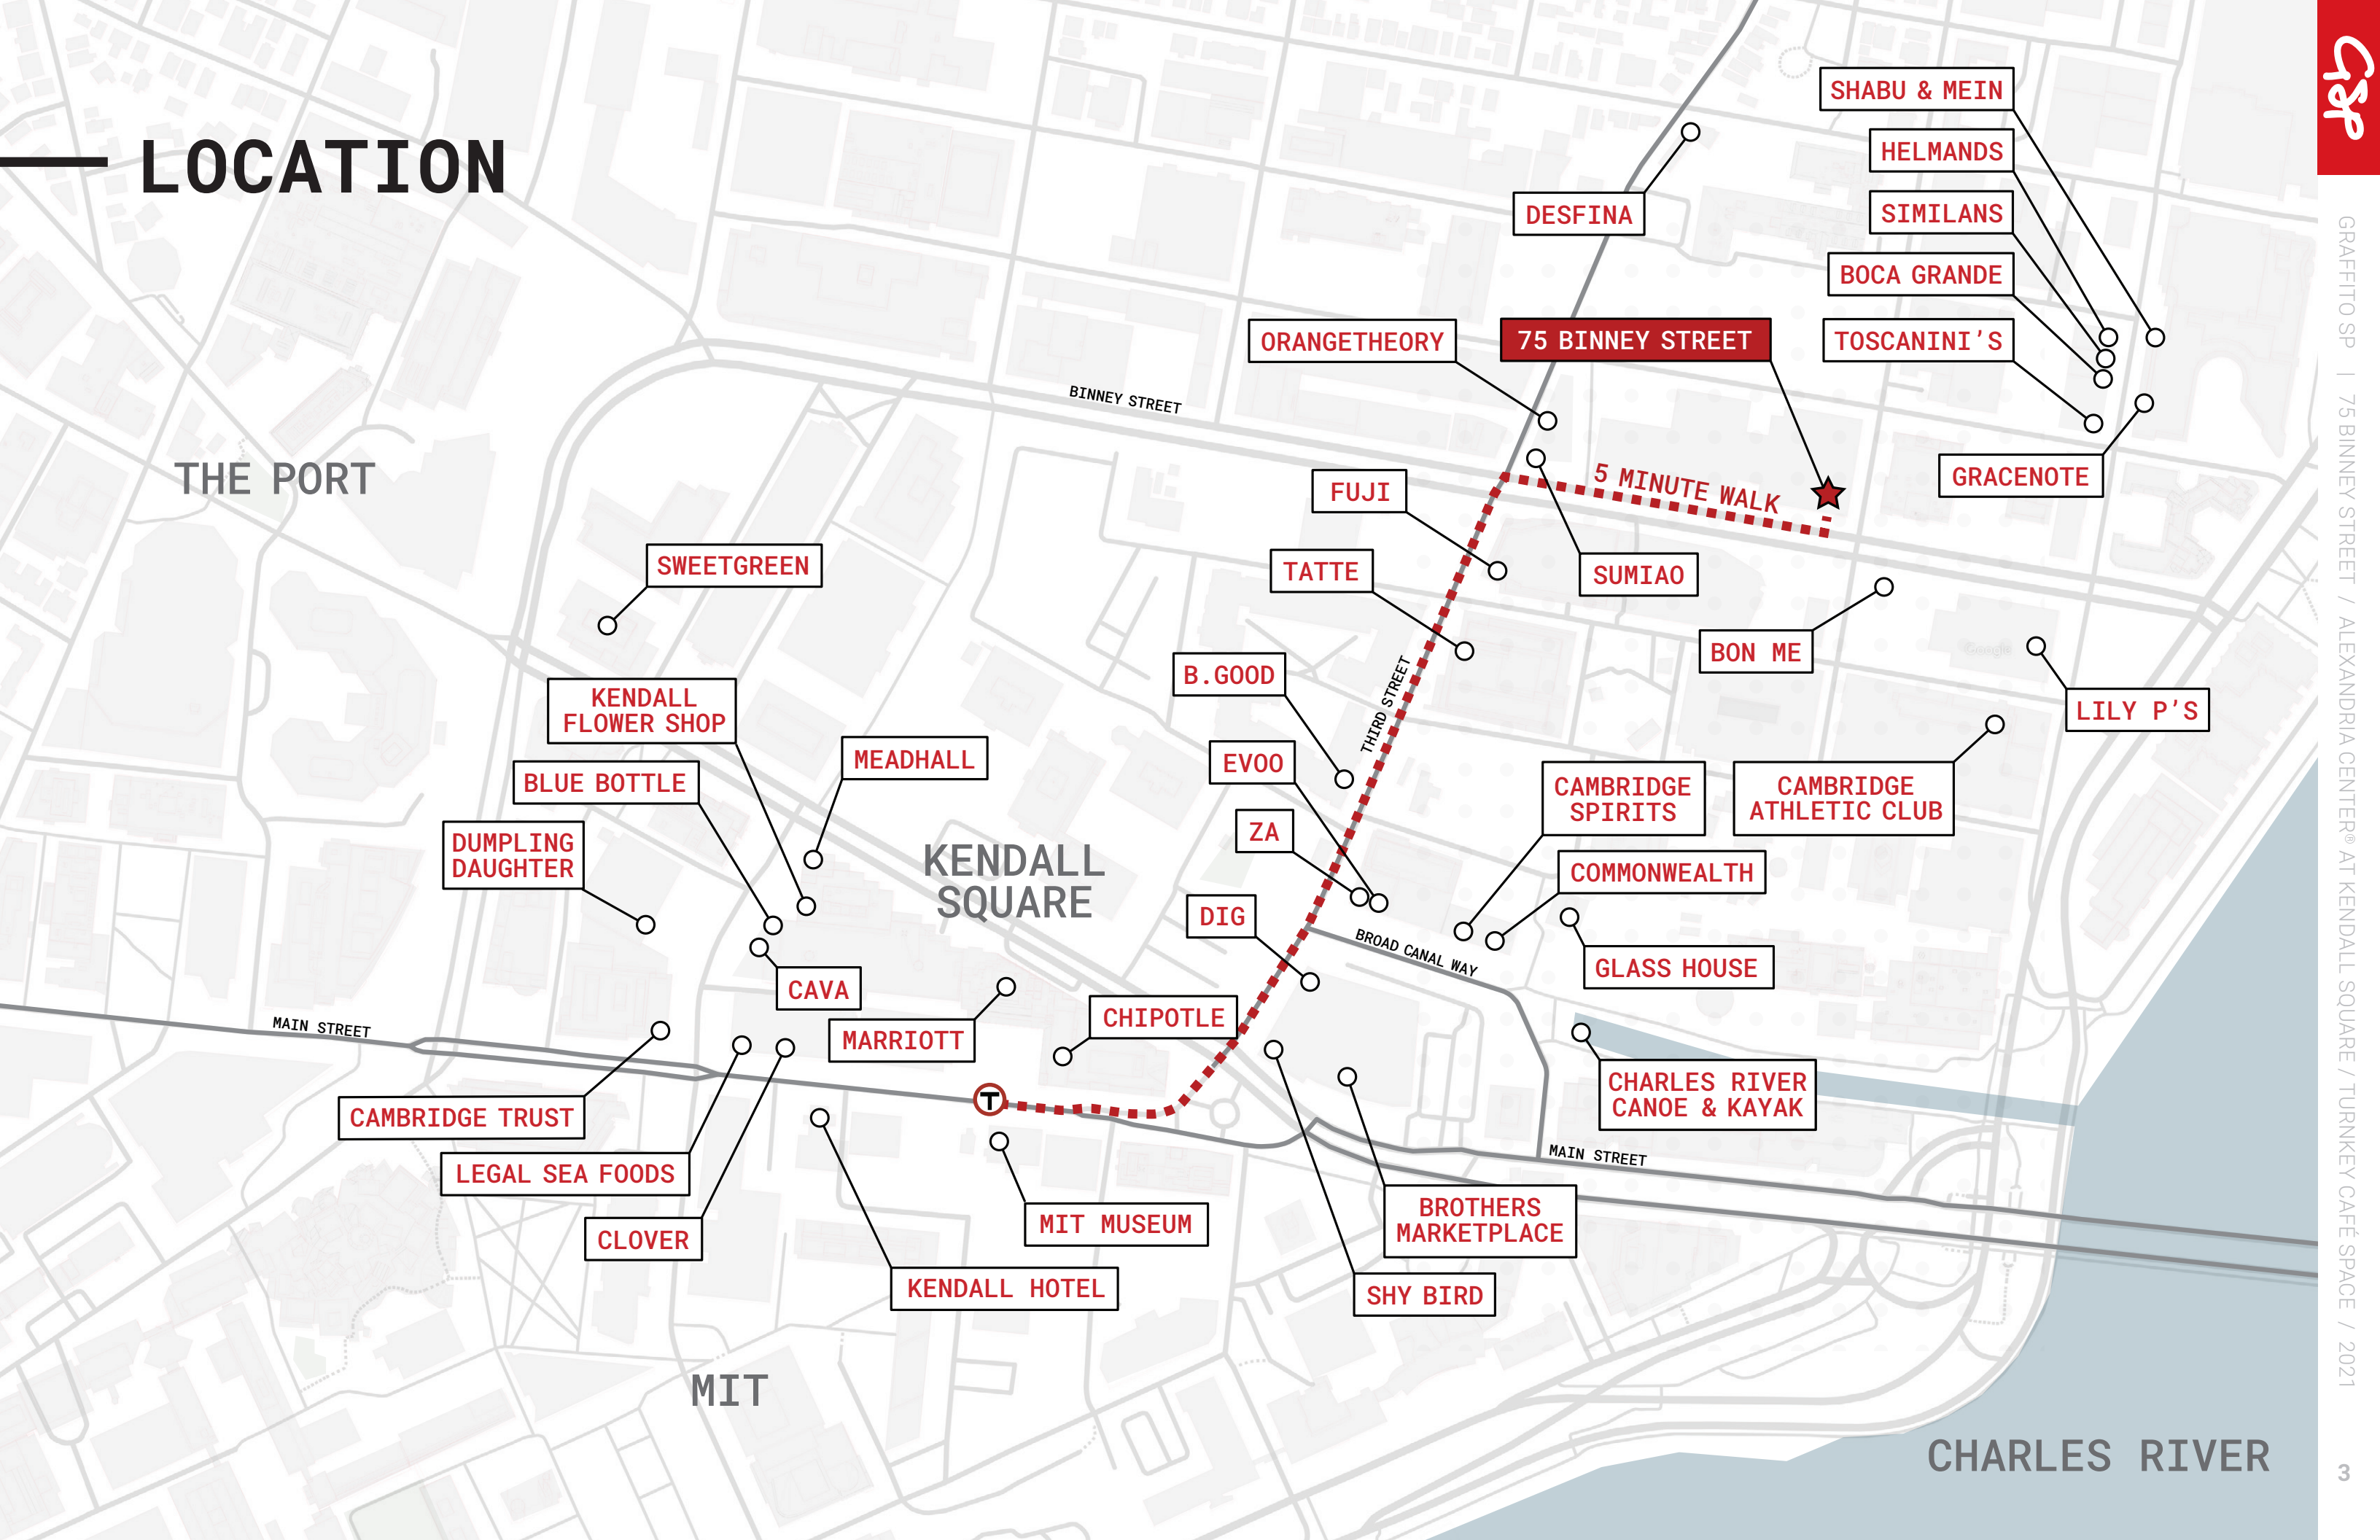 LOCATION
SHABU & MEIN
HELMANDS
SIMILANS
BOCA GRANDE
TOSCANINI'S
GRACENOTE
DESFINA
ORANGETHEORY
75 BINNEY STREET
BINNEY STREET
5 MINUTE WALK
THE PORT
FUJI
TATTE
SUMIAO
BON ME
LILY P'S
SWEETGREEN
B.GOOD
THIRD STREET
KENDALL
FLOWER SHOP
BLUE BOTTLE
MEADHALL
DUMPLING
DAUGHTER
KENDALL
SQUARE
EVOO
ZA
DIG
CAMBRIDGE
SPIRITS
CAMBRIDGE
ATHLETIC CLUB
COMMONWEALTH
GLASS HOUSE
BROAD CANAL WAY
CAVA
MARRIOTT
CHIPOTLE
MAIN STREET
T
CAMBRIDGE TRUST
LEGAL SEA FOODS
CLOVER
KENDALL HOTEL
MIT MUSEUM
CHARLES RIVER
CANOE & KAYAK
MAIN STREET
BROTHERS
MARKETPLACE
SHY BIRD
MIT
CHARLES RIVER
Google
GSP
GRAFFITO SP | 75 BINNEY STREET / ALEXANDRIA CENTER® AT KENDALL SQUARE / TURNKEY CAFÉ SPACE / 2021
3